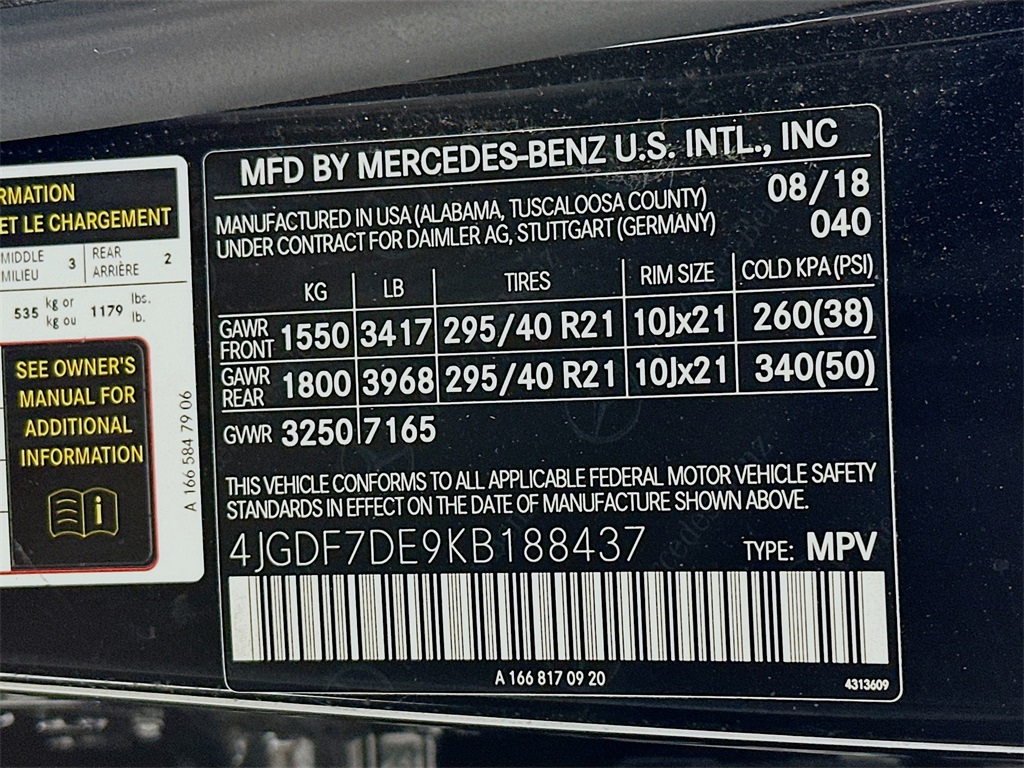 RMATION
ET LE CHARGEMENT
MIDDLE
MILIEU 3
REAR
ARRIÈRE 2
535 kg or
kg ou 1179 lbs.
lb.
SEE OWNER'S
MANUAL FOR
ADDITIONAL
INFORMATION
i
A 166 584 79 06
MFD BY MERCEDES-BENZ U.S. INTL., INC
MANUFACTURED IN USA (ALABAMA, TUSCALOOSA COUNTY) 08/18
UNDER CONTRACT FOR DAIMLER AG, STUTTGART (GERMANY) 040
KG LB TIRES RIM SIZE COLD KPA (PSI)
GAWR
FRONT 1550 3417 295/40 R21 10Jx21 260(38)
GAWR
REAR 1800 3968 295/40 R21 10Jx21 340(50)
GVWR 3250 7165
THIS VEHICLE CONFORMS TO ALL APPLICABLE FEDERAL MOTOR VEHICLE SAFETY
STANDARDS IN EFFECT ON THE DATE OF MANUFACTURE SHOWN ABOVE.
4JGDF7DE9KB188437 TYPE: MPV
A 166 817 09 20
4313609